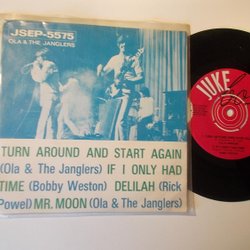 JSEP-5575
OLA & THE JANGLERS
TURN AROUND AND START AGAIN
(Ola & The Janglers) IF I ONLY HAD
TIME (Bobby Weston) DELILAH (Rick
Powel) MR. MOON (Ola & The Janglers)
JUKE